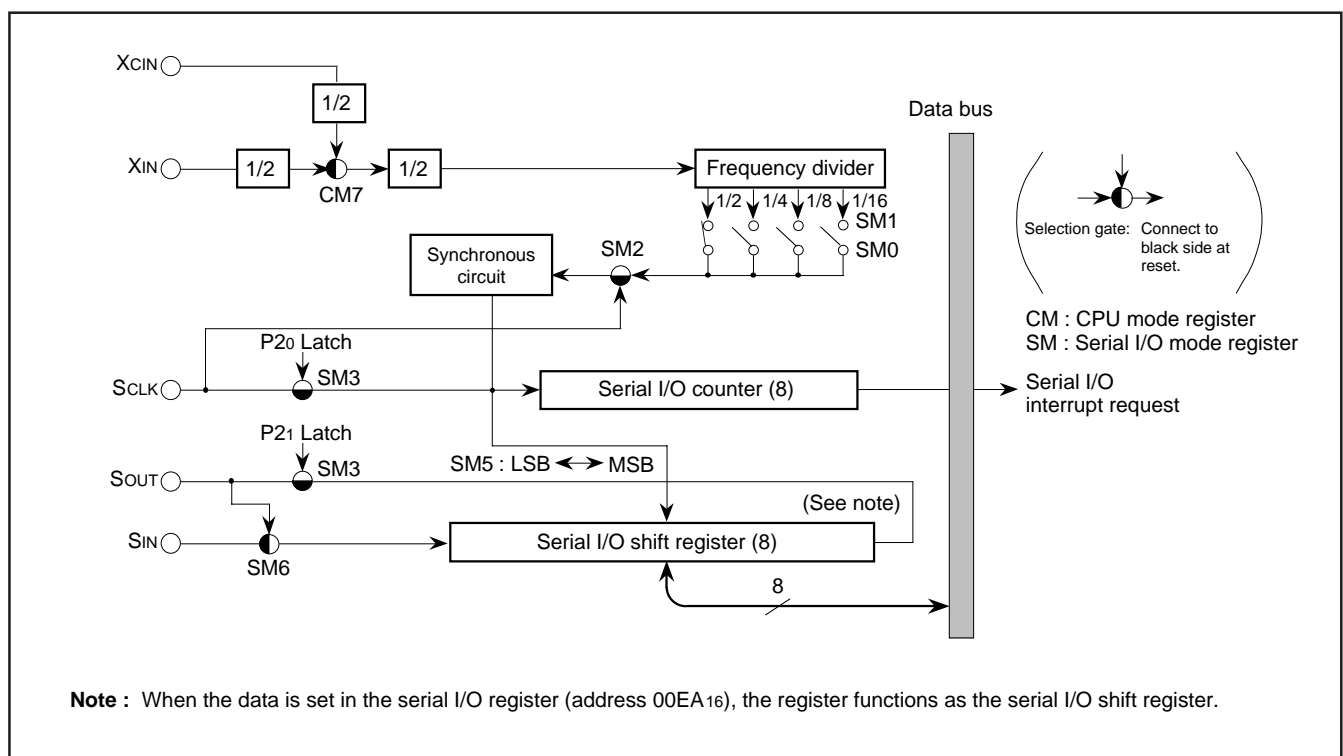 XCIN
1/2
Data bus
XIN
1/2
1/2
Frequency divider
CM7
1/2
1/4
1/8
1/16
SM1
SM0
Selection gate: Connect to
black side at
reset.
Synchronous
circuit
SM2
CM : CPU mode register
SM : Serial I/O mode register
P20 Latch
SCLK
SM3
Serial I/O counter (8)
Serial I/O
interrupt request
P21 Latch
SM5 : LSB MSB
SOUT
SM3
(See note)
SIN
Serial I/O shift register (8)
SM6
8
Note : When the data is set in the serial I/O register (address 00EA16), the register functions as the serial I/O shift register.